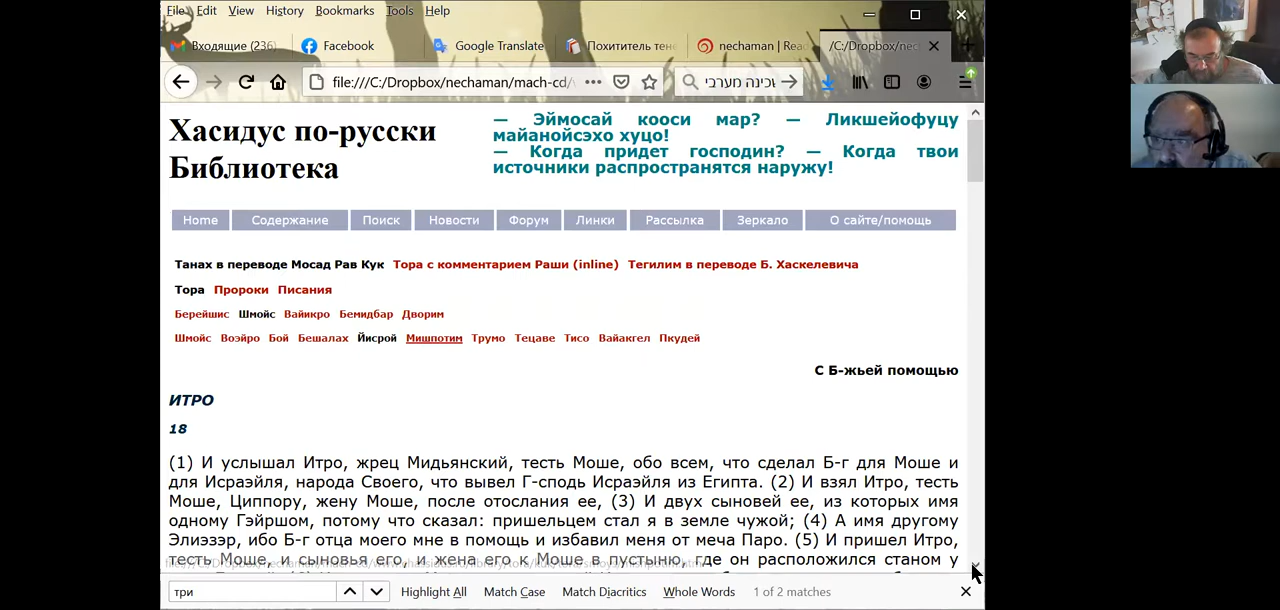 File Edit View History Bookmarks Tools Help
Входящие (236) Facebook Google Translate Похититель тен nechaman | Rea /C:/Dropbox/nec
file:///C:/Dropbox/nechaman/mach-cd/ שכינה מערבי
Хасидус по-русски
Библиотека
— Эймосай кооси мар? — Ликшейофуцу
майанойсэхо хуцо!
— Когда придет господин? — Когда твои
источники распространятся наружу!
Home Содержание Поиск Новости Форум Линки Рассылка Зеркало О сайте/помощь
Танах в переводе Мосад Рав Кук Тора с комментарием Раши (inline) Тегилим в переводе Б. Хаскелевича
Тора Пророки Писания
Берейшис Шмойс Вайикро Бемидбар Дворим
Шмойс Воэйро Бой Бешалах Йисрой Мишпотим Трумо Тецаве Тисо Вайакгел Пкудей
С Б-жьей помощью
ИТРО
18
(1) И услышал Итро, жрец Мидьянский, тесть Моше, обо всем, что сделал Б-г для Моше и
для Исраэйля, народа Своего, что вывел Г-сподь Исраэйля из Египта. (2) И взял Итро, тесть
Моше, Циппору, жену Моше, после отослания ее, (3) И двух сыновей ее, из которых имя
одному Гэйршом, потому что сказал: пришельцем стал я в земле чужой; (4) А имя другому
Элиэзэр, ибо Б-г отца моего мне в помощь и избавил меня от меча Паро. (5) И пришел Итро,
тесть Моше, и сыновья его, и жена его к Моше в пустыню, где он расположился станом у
три Highlight All Match Case Match Diacritics Whole Words 1 of 2 matches